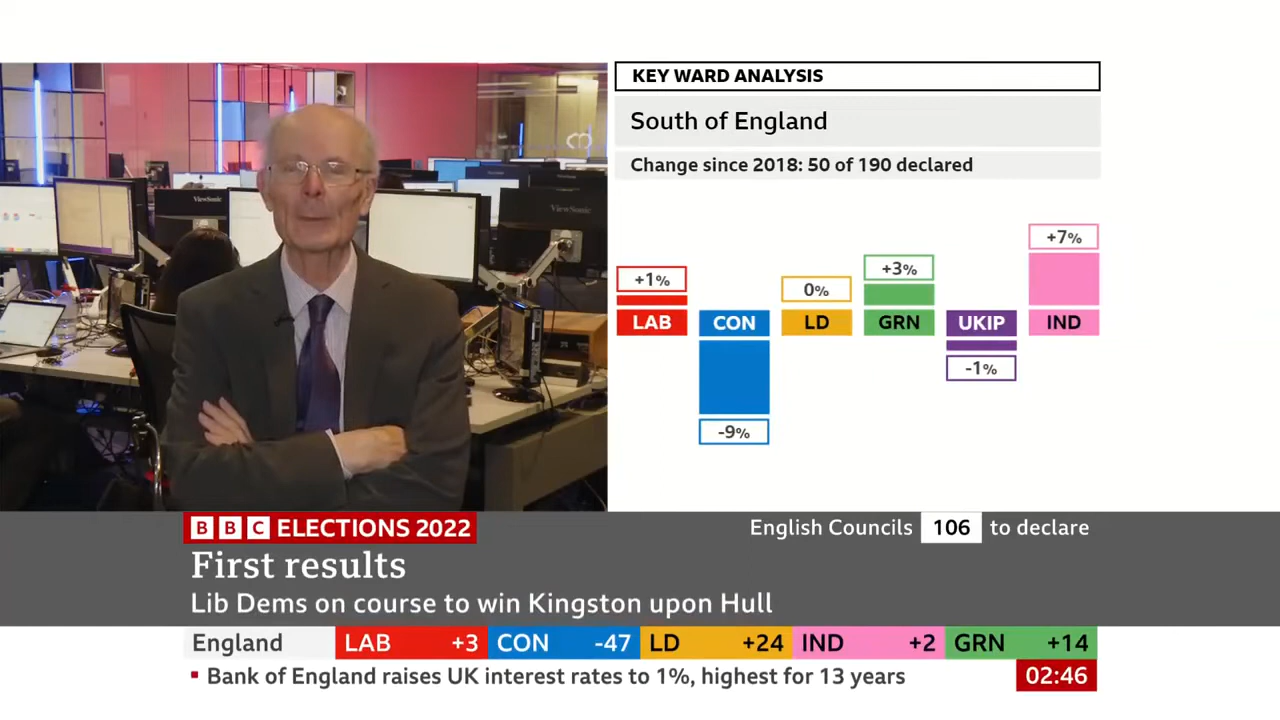 KEY WARD ANALYSIS
South of England
Change since 2018: 50 of 190 declared
+1% LAB
CON -9%
0% LD
+3% GRN
UKIP -1%
+7% IND
ViewSonic
ViewSonic
BBC ELECTIONS 2022
English Councils 106 to declare
First results
Lib Dems on course to win Kingston upon Hull
England LAB +3 CON -47 LD +24 IND +2 GRN +14
Bank of England raises UK interest rates to 1%, highest for 13 years
02:46